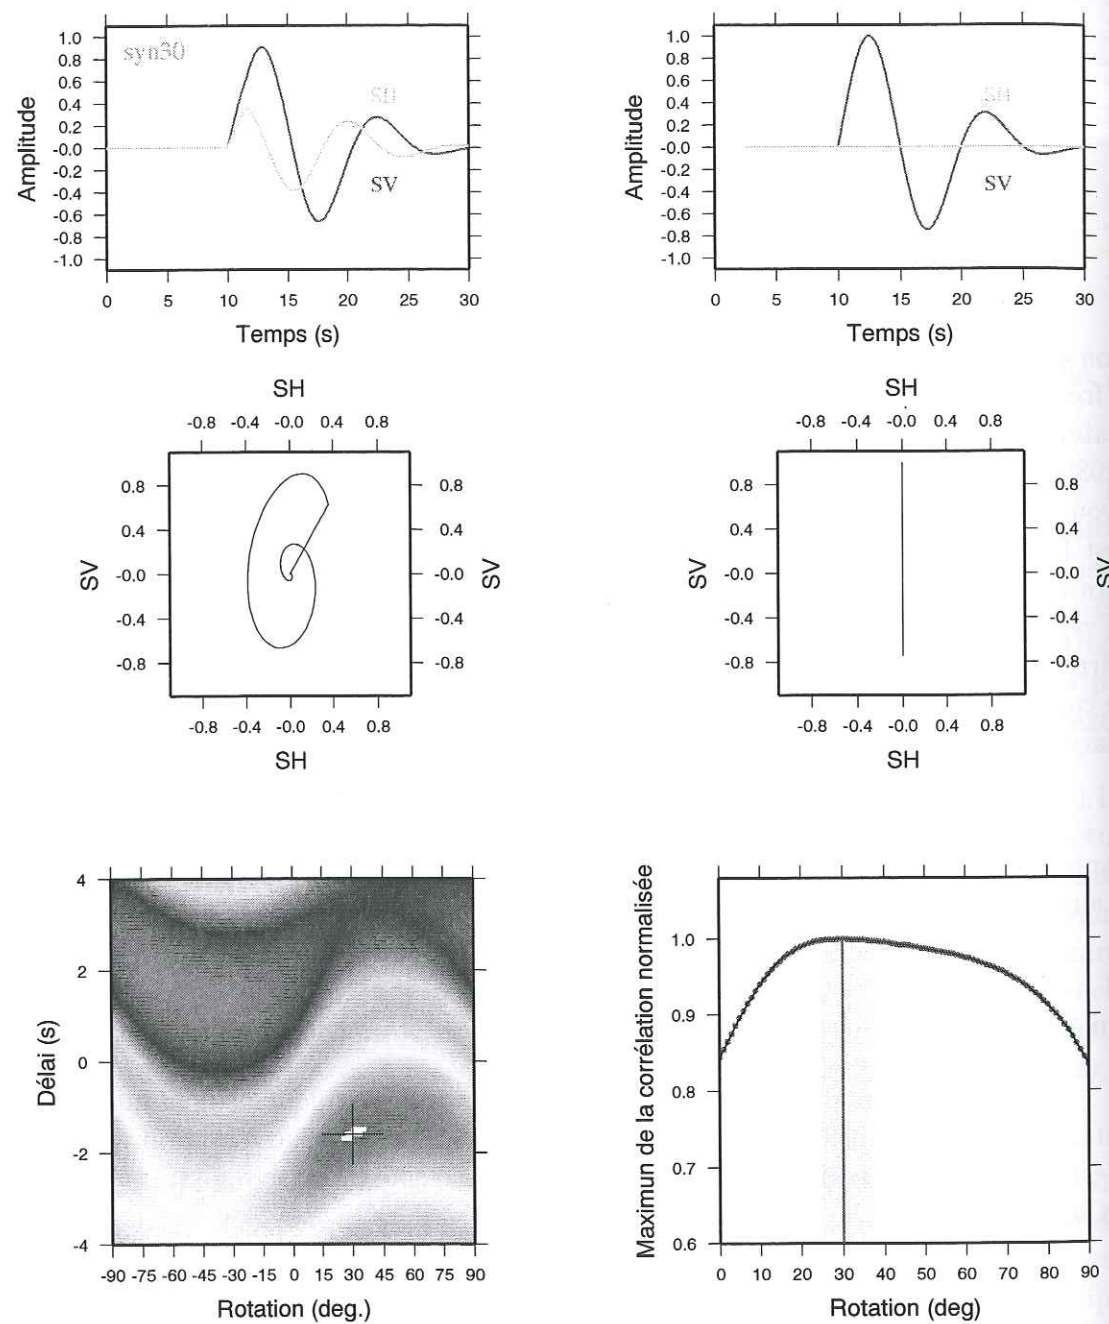 syn30
SH
SV
Amplitude
1.0
0.8
0.6
0.4
0.2
-0.0
-0.2
-0.4
-0.6
-0.8
-1.0
0 5 10 15 20 25 30
Temps (s)
SH
SV
Amplitude
1.0
0.8
0.6
0.4
0.2
-0.0
-0.2
-0.4
-0.6
-0.8
-1.0
0 5 10 15 20 25 30
Temps (s)
SH
-0.8 -0.4 -0.0 0.4 0.8
SV
0.8 0.8
0.4 0.4
-0.0 -0.0
-0.4 -0.4
-0.8 -0.8
SV
-0.8 -0.4 -0.0 0.4 0.8
SH
SH
-0.8 -0.4 -0.0 0.4 0.8
SV
0.8 0.8
0.4 0.4
-0.0 -0.0
-0.4 -0.4
-0.8 -0.8
SV
-0.8 -0.4 -0.0 0.4 0.8
SH
Délai (s)
4
2
0
-2
-4
-90 -75 -60 -45 -30 -15 0 15 30 45 60 75 90
Rotation (deg.)
Maximun de la corrélation normalisée
1.0
0.9
0.8
0.7
0.6
0 10 20 30 40 50 60 70 80 90
Rotation (deg)